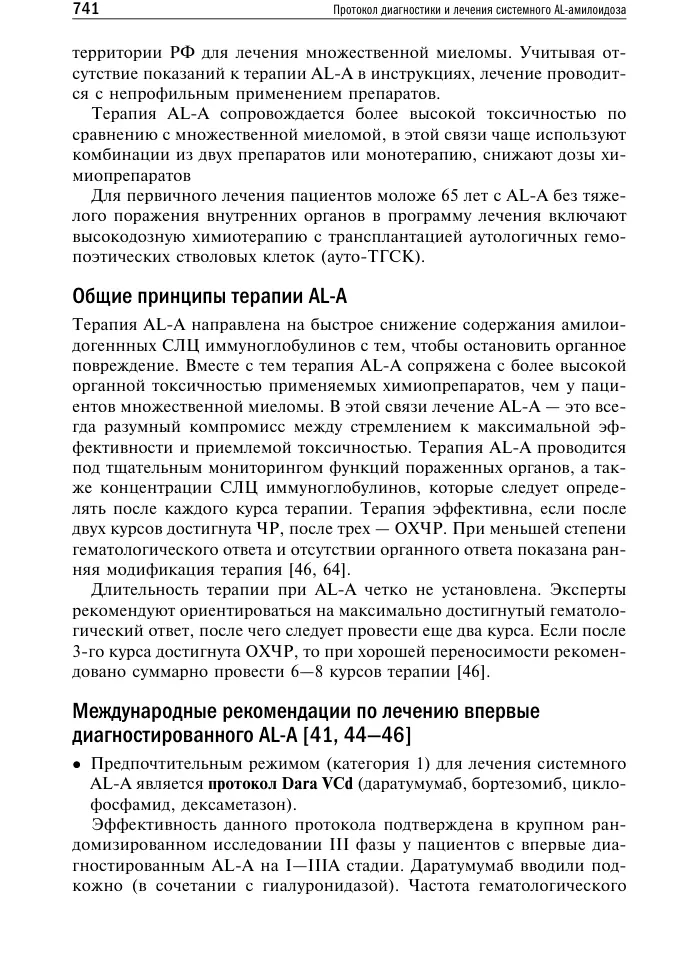 741
Протокол диагностики и лечения системного AL-амилоидоза
территории РФ для лечения множественной миеломы. Учитывая от-
сутствие показаний к терапии AL-A в инструкциях, лечение проводит-
ся с непрофильным применением препаратов.
Терапия AL-A сопровождается более высокой токсичностью по
сравнению с множественной миеломой, в этой связи чаще используют
комбинации из двух препаратов или монотерапию, снижают дозы хи-
миопрепаратов
Для первичного лечения пациентов моложе 65 лет с AL-A без тяже-
лого поражения внутренних органов в программу лечения включают
высокодозную химиотерапию с трансплантацией аутологичных гемо-
поэтических стволовых клеток (ауто-ТГСК).
Общие принципы терапии AL-A
Терапия AL-A направлена на быстрое снижение содержания амилои-
догеннных СЛЦ иммуноглобулинов с тем, чтобы остановить органное
повреждение. Вместе с тем терапия AL-A сопряжена с более высокой
органной токсичностью применяемых химиопрепаратов, чем у паци-
ентов множественной миеломы. В этой связи лечение AL-A — это все-
гда разумный компромисс между стремлением к максимальной эф-
фективности и приемлемой токсичностью. Терапия AL-A проводится
под тщательным мониторингом функций пораженных органов, а так-
же концентрации СЛЦ иммуноглобулинов, которые следует опреде-
лять после каждого курса терапии. Терапия эффективна, если после
двух курсов достигнута ЧР, после трех — ОХЧР. При меньшей степени
гематологического ответа и отсутствии органного ответа показана ран-
няя модификация терапия [46, 64].
Длительность терапии при AL-A четко не установлена. Эксперты
рекомендуют ориентироваться на максимально достигнутый гематоло-
гический ответ, после чего следует провести еще два курса. Если после
3-го курса достигнута ОХЧР, то при хорошей переносимости рекомен-
довано суммарно провести 6—8 курсов терапии [46].
Международные рекомендации по лечению впервые
диагностированного AL-A [41, 44—46]
● Предпочтительным режимом (категория 1) для лечения системного
AL-A является протокол Dara VCd (даратумумаб, бортезомиб, цикло-
фосфамид, дексаметазон).
Эффективность данного протокола подтверждена в крупном ран-
домизированном исследовании III фазы у пациентов с впервые диа-
гностированным AL-A на I—IIIA стадии. Даратумумаб вводили под-
кожно (в сочетании с гиалуронидазой). Частота гематологического